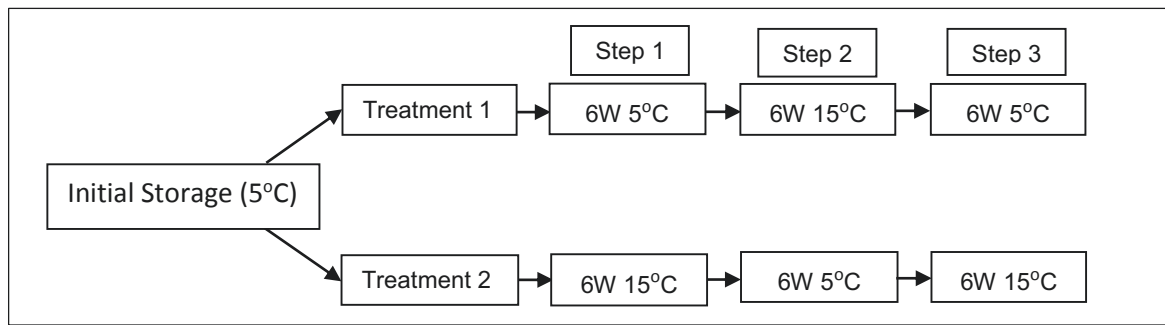 Step 1 Step 2 Step 3
Treatment 1 6W 5°C 6W 15°C 6W 5°C
Initial Storage (5°C)
Treatment 2 6W 15°C 6W 5°C 6W 15°C